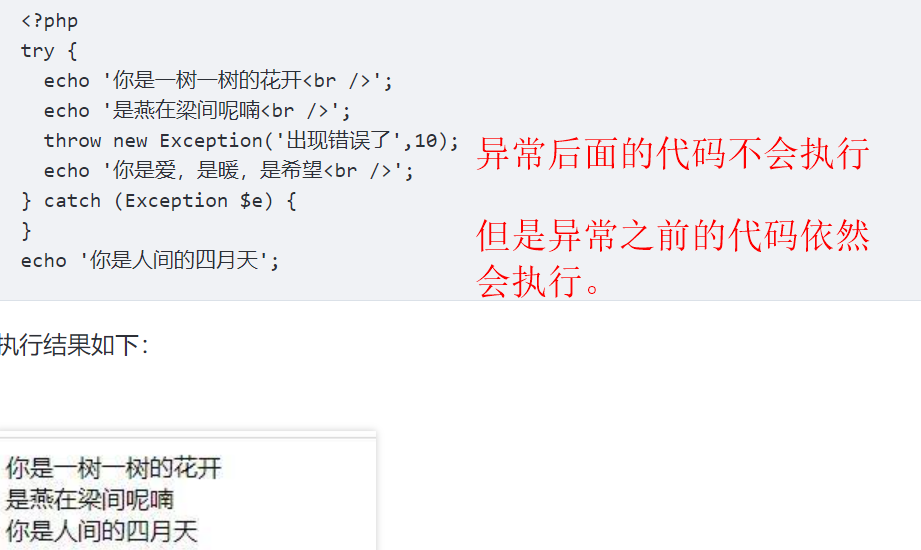 <?php
try {
  echo '你是一树一树的花开<br />';
  echo '是燕在梁间呢喃<br />';
  throw new Exception('出现错误了',10);
  echo '你是爱，是暖，是希望<br />';
} catch (Exception $e) {
}
echo '你是人间的四月天';
异常后面的代码不会执行
但是异常之前的代码依然
会执行。
执行结果如下：
你是一树一树的花开
是燕在梁间呢喃
你是人间的四月天